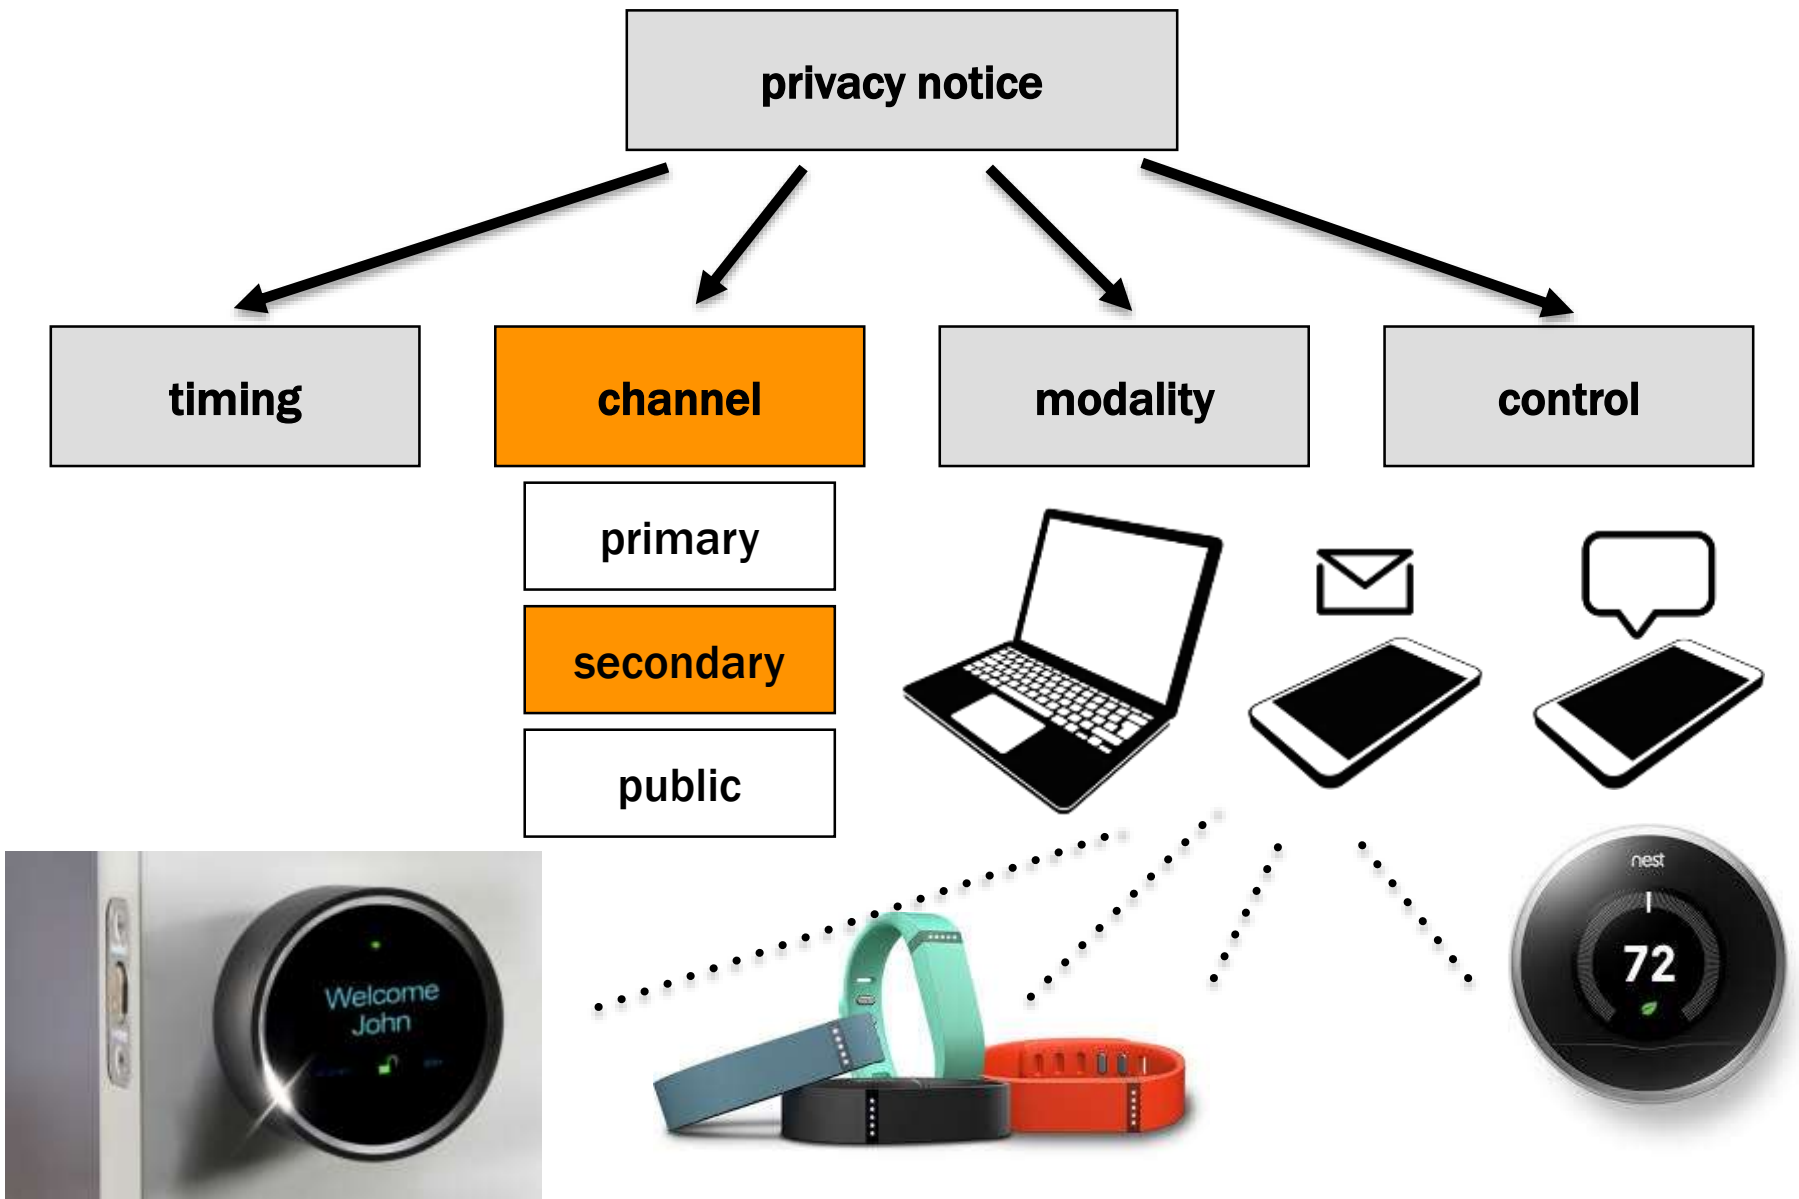 privacy notice
timing
channel
modality
control
primary
secondary
public
Welcome
John
nest
72